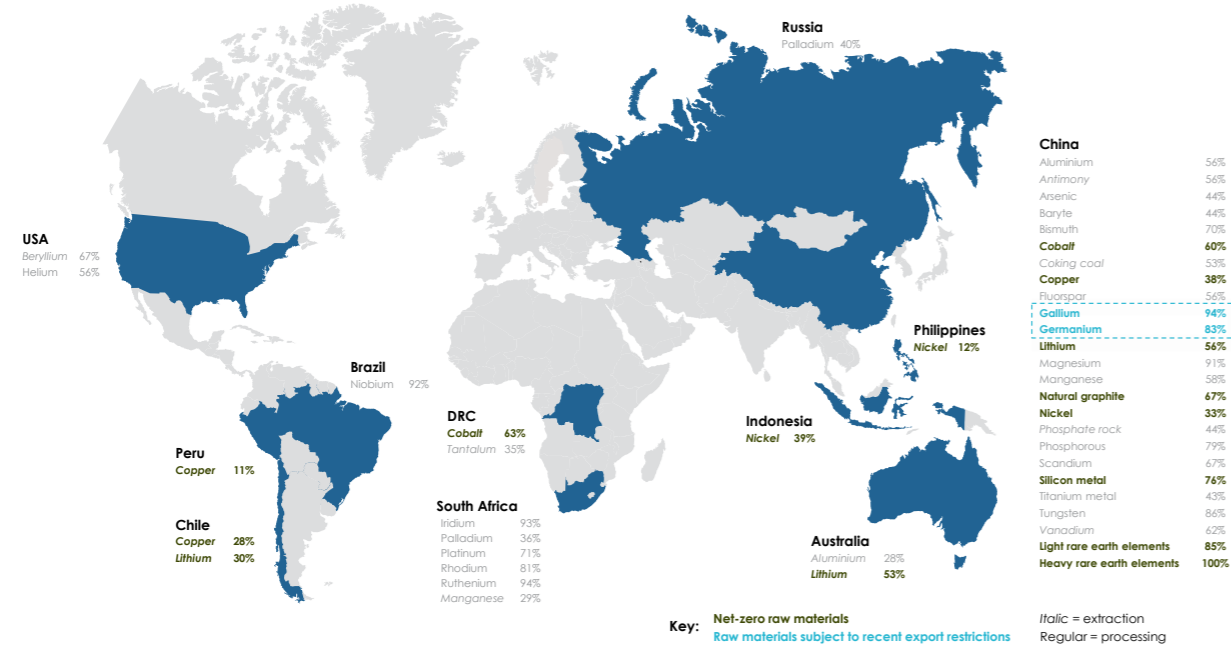 Russia
Palladium 40%
USA
Beryllium 67%
Helium 56%
Brazil
Niobium 92%
Peru
Copper 11%
Chile
Copper 28%
Lithium 30%
DRC
Cobalt 63%
Tantalum 35%
South Africa
Iridium 93%
Palladium 36%
Platinum 71%
Rhodium 81%
Ruthenium 94%
Manganese 29%
Philippines
Nickel 12%
Indonesia
Nickel 39%
Australia
Aluminium 28%
Lithium 53%
China
Aluminium 56%
Antimony 56%
Arsenic 44%
Baryte 44%
Bismuth 70%
Cobalt 60%
Coking coal 53%
Copper 38%
Fluorspar 56%
Gallium 94%
Germanium 83%
Lithium 56%
Magnesium 91%
Manganese 58%
Natural graphite 67%
Nickel 33%
Phosphate rock 44%
Phosphorous 79%
Scandium 67%
Silicon metal 76%
Titanium metal 43%
Tungsten 86%
Vanadium 62%
Light rare earth elements 85%
Heavy rare earth elements 100%
Key:
Net-zero raw materials
Raw materials subject to recent export restrictions
Italic = extraction
Regular = processing